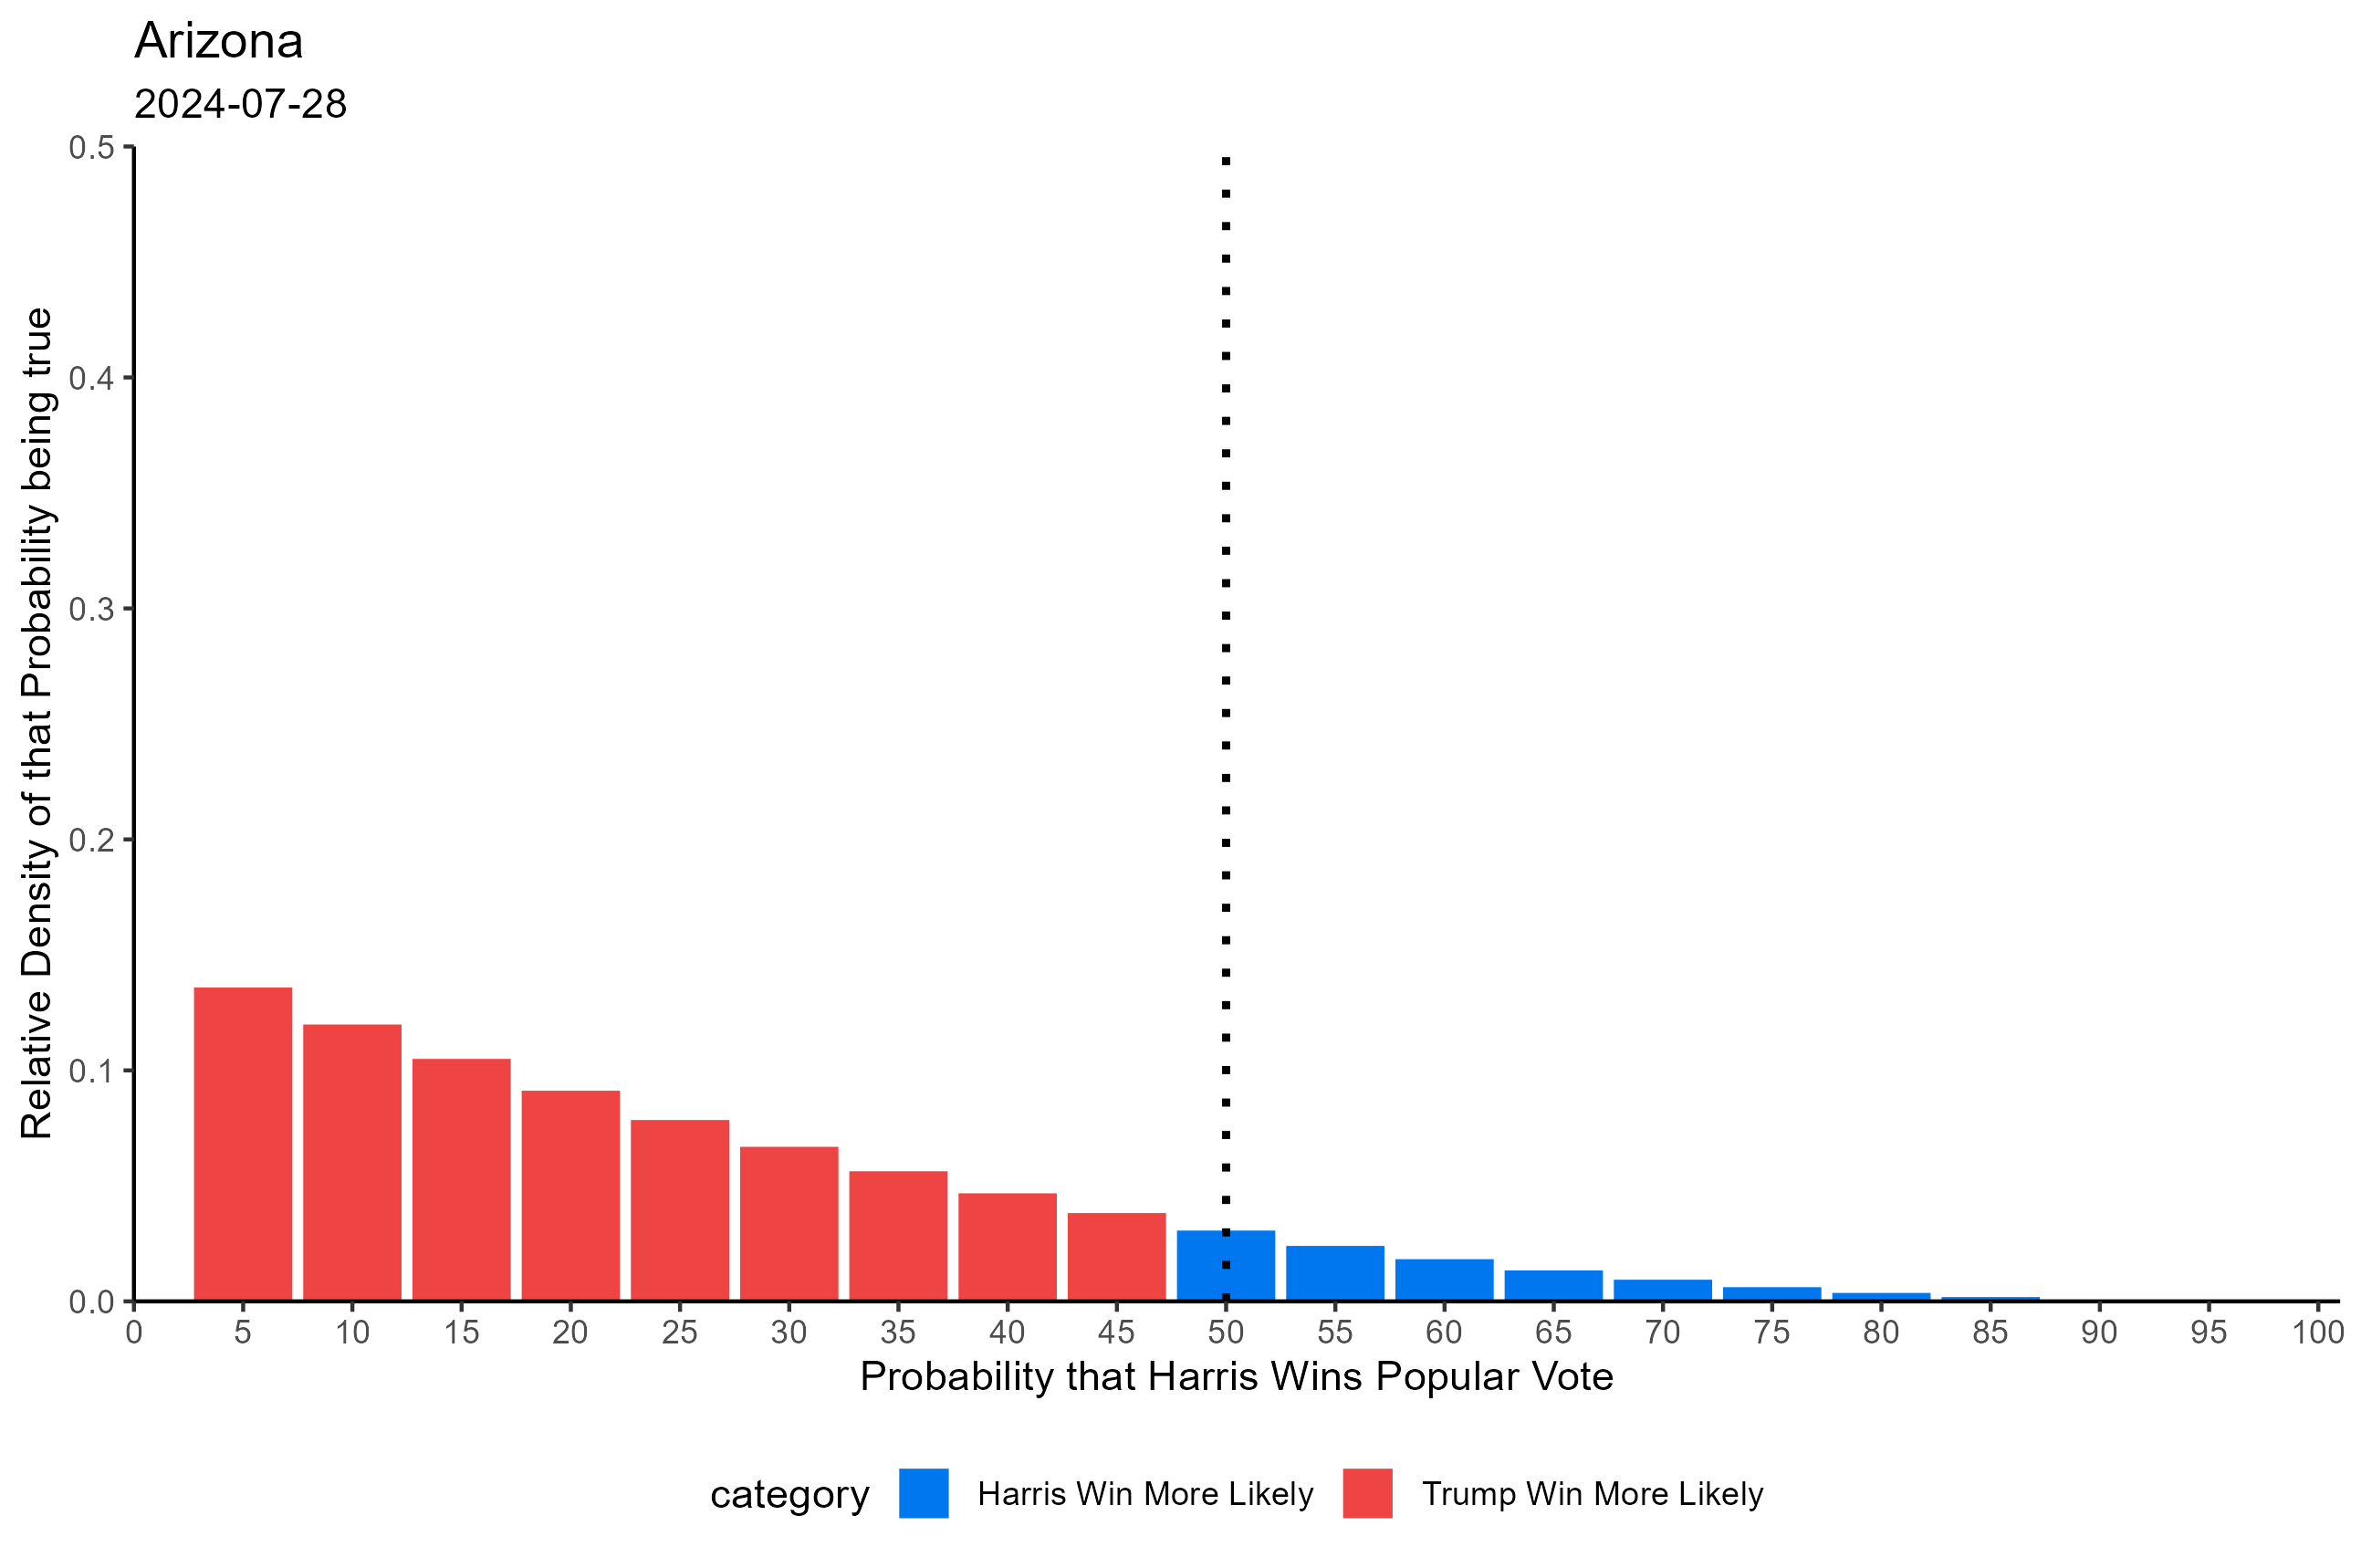 Arizona
2024-07-28
Relative Density of that Probability being true
0.5
0.4
0.3
0.2
0.1
0.0
0 5 10 15 20 25 30 35 40 45 50 55 60 65 70 75 80 85 90 95 100
Probability that Harris Wins Popular Vote
category Harris Win More Likely Trump Win More Likely